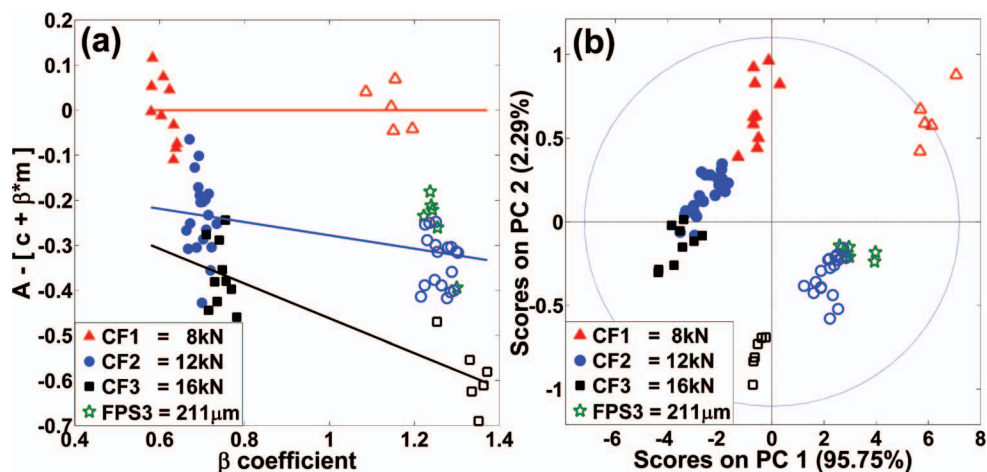 (a)
0.2
0.1
0
-0.1
-0.2
-0.3
-0.4
-0.5
-0.6
-0.7
A - [ c + β*m ]
CF1 = 8kN
CF2 = 12kN
CF3 = 16kN
FPS3 = 211μm
0.4 0.6 0.8 1 1.2 1.4
β coefficient
(b)
1
0.5
0
-0.5
-1
Scores on PC 2 (2.29%)
CF1 = 8kN
CF2 = 12kN
CF3 = 16kN
FPS3 = 211μm
-6 -4 -2 0 2 4 6 8
Scores on PC 1 (95.75%)